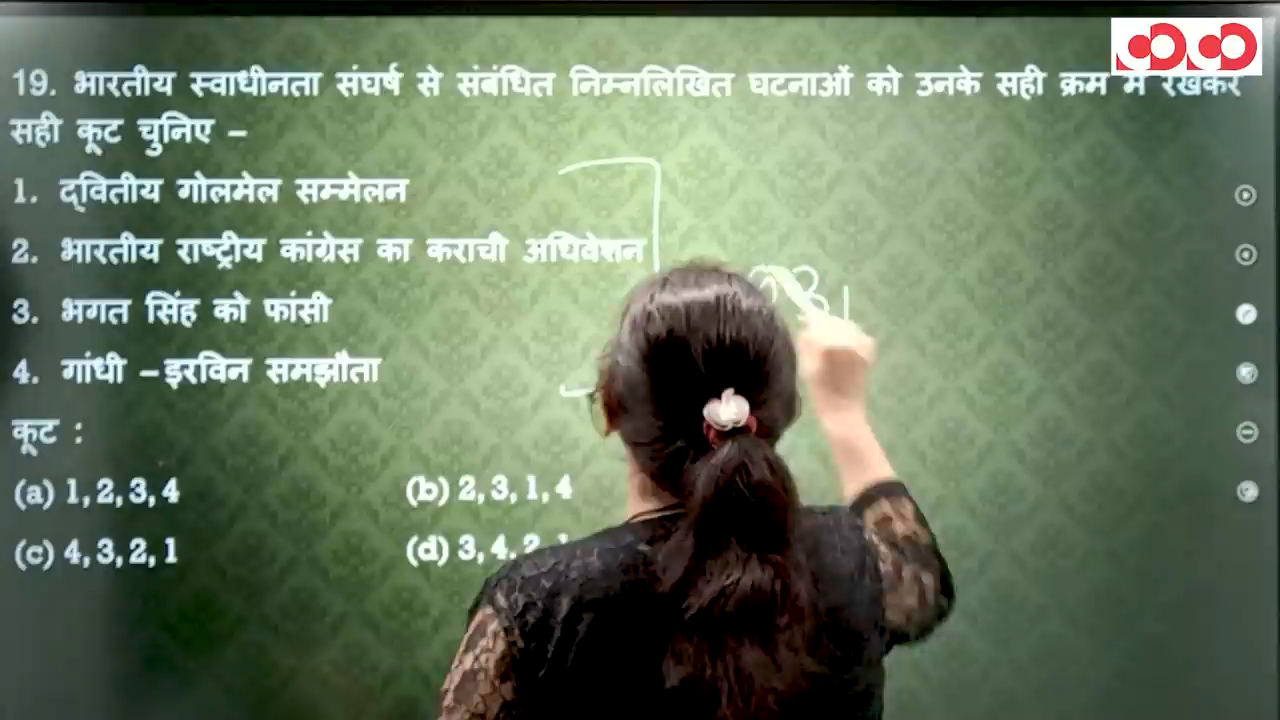 19. भारतीय स्वाधीनता संघर्ष से संबंधित निम्नलिखित घटनाओं को उनके सही क्रम में रखकर
सही कूट चुनिए –
1. द्वितीय गोलमेल सम्मेलन
2. भारतीय राष्ट्रीय कांग्रेस का कराची अधिवेशन
3. भगत सिंह को फांसी
4. गांधी –इरविन समझौता
कूट :
(a) 1, 2, 3, 4 (b) 2, 3, 1, 4
(c) 4, 3, 2, 1 (d) 3, 4, 2, 1